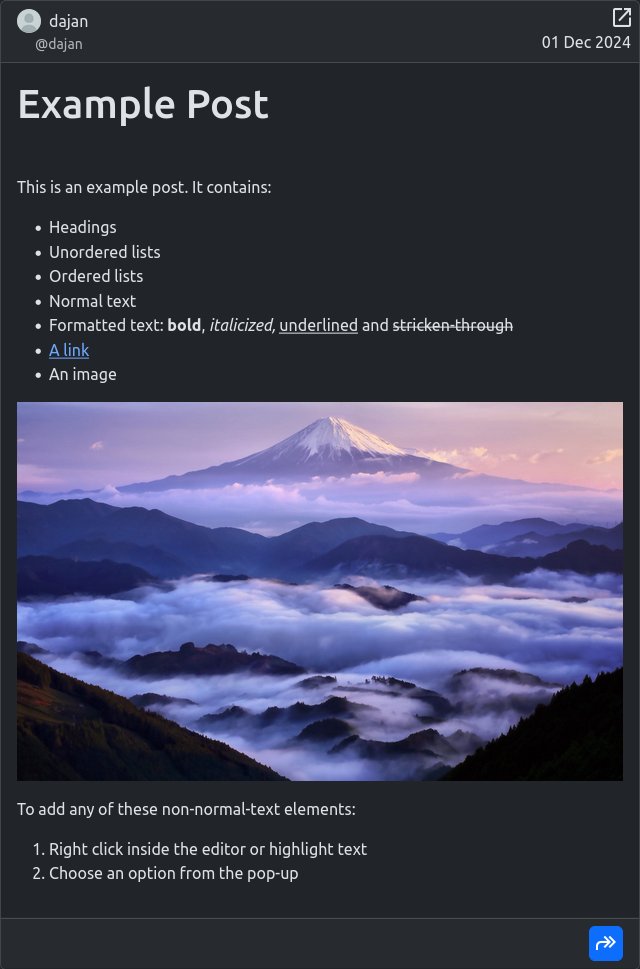 dajan
@dajan
01 Dec 2024
Example Post
This is an example post. It contains:
Headings
Unordered lists
Ordered lists
Normal text
Formatted text: bold, italicized, underlined and stricken-through
A link
An image
To add any of these non-normal-text elements:
1. Right click inside the editor or highlight text
2. Choose an option from the pop-up